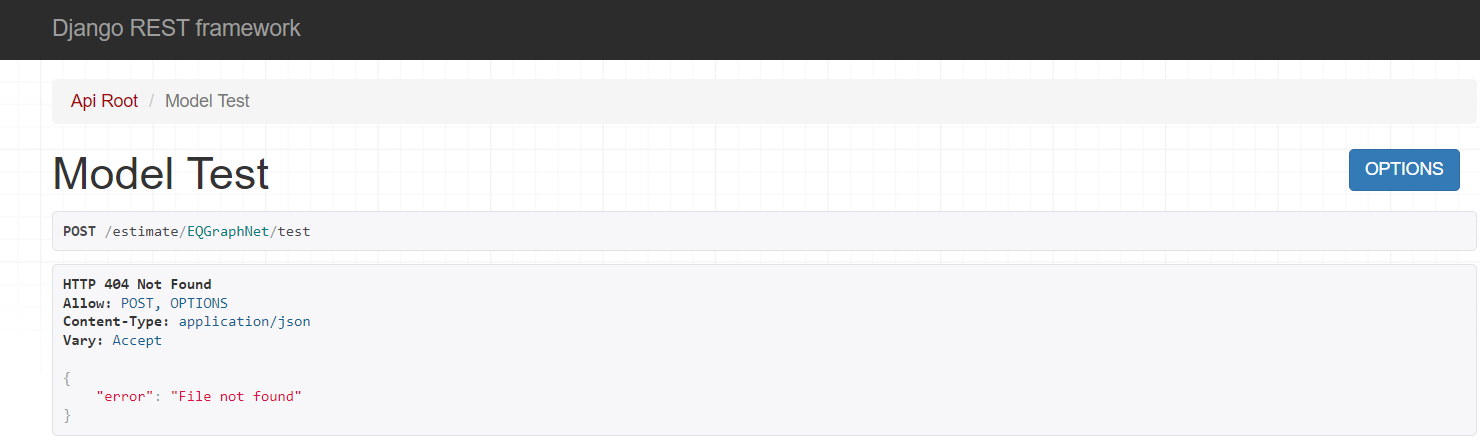 Django REST framework
Api Root / Model Test
Model Test
OPTIONS
POST /estimate/EQGraphNet/test
HTTP 404 Not Found
Allow: POST, OPTIONS
Content-Type: application/json
Vary: Accept
{
    "error": "File not found"
}